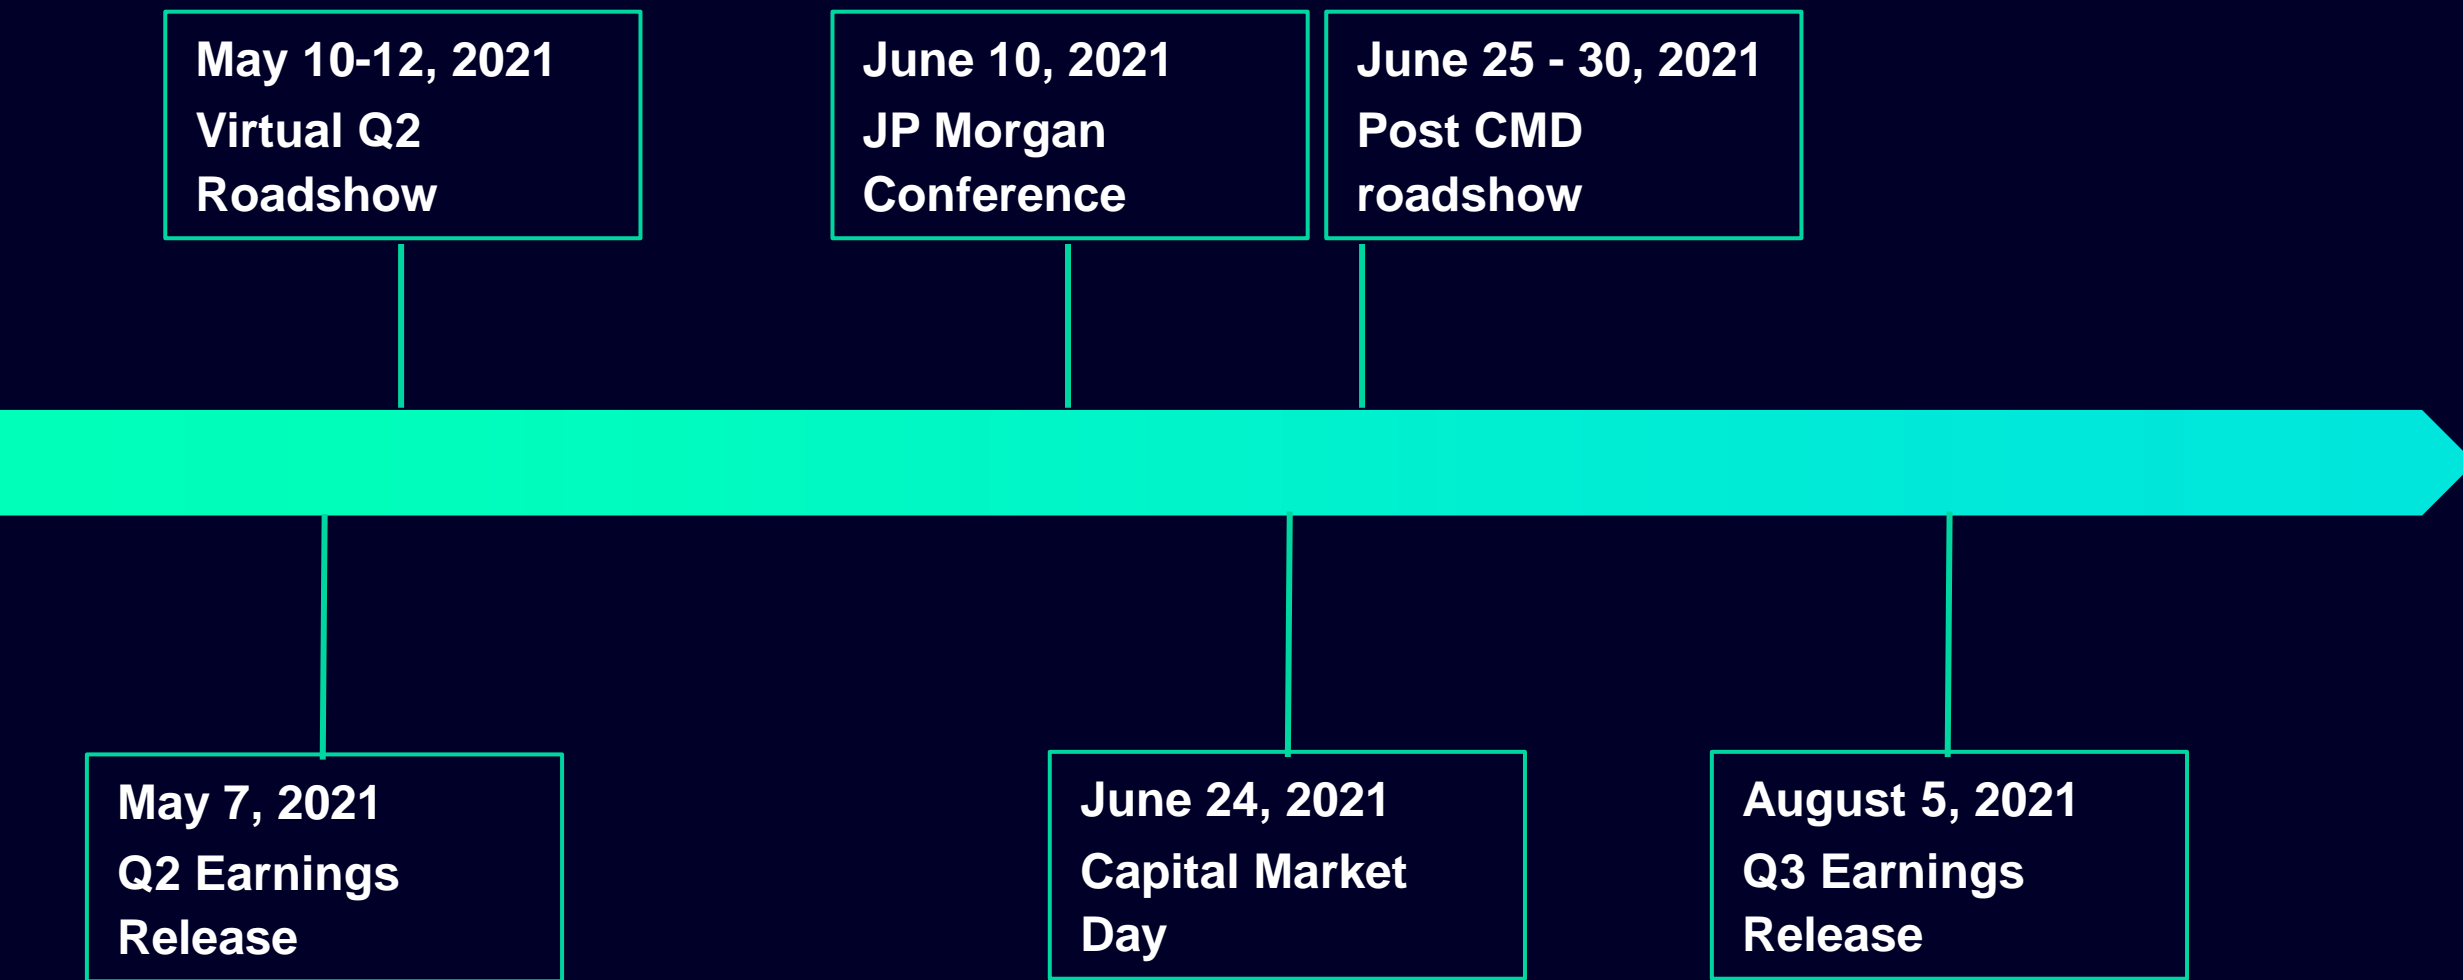 May 10-12, 2021
Virtual Q2
Roadshow
June 10, 2021
JP Morgan
Conference
June 25 - 30, 2021
Post CMD
roadshow
May 7, 2021
Q2 Earnings
Release
June 24, 2021
Capital Market
Day
August 5, 2021
Q3 Earnings
Release